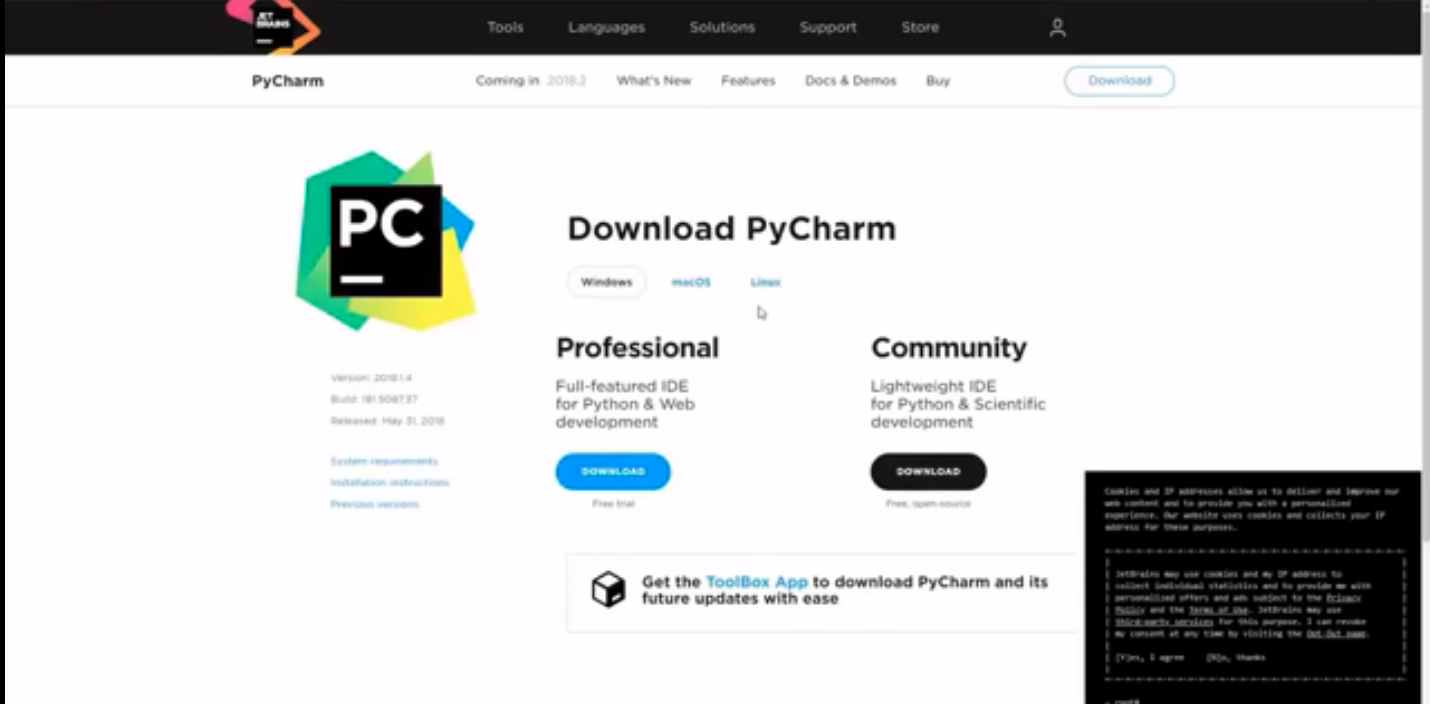 JET
BRAINS
Tools Languages Solutions Support Store
PyCharm Coming in 2018.2 What's New Features Docs & Demos Buy Download
PC
Download PyCharm
Windows macOS Linux
Professional Community
Full-featured IDE
for Python & Web
development
Lightweight IDE
for Python & Scientific
development
DOWNLOAD DOWNLOAD
Free trial Free, open-source
Version: 2018.1.4
Build: 181.5087.37
Released: May 31, 2018
System requirements
Installation instructions
Previous versions
Get the ToolBox App to download PyCharm and its
future updates with ease
Cookies and IP addresses allow us to deliver and improve our
web content and to provide you with a personalized
experience. Our website uses cookies and collects your IP
address for these purposes.
JetBrains may use cookies and my IP address to
collect individual statistics and to provide me with
personalized offers and ads subject to the Privacy
Policy and the Terms of Use. JetBrains may use
third-party services for this purpose. I can revoke
my consent at any time by visiting the Opt-Out page.
[Y]es, I agree [N]o, thanks
~ root#